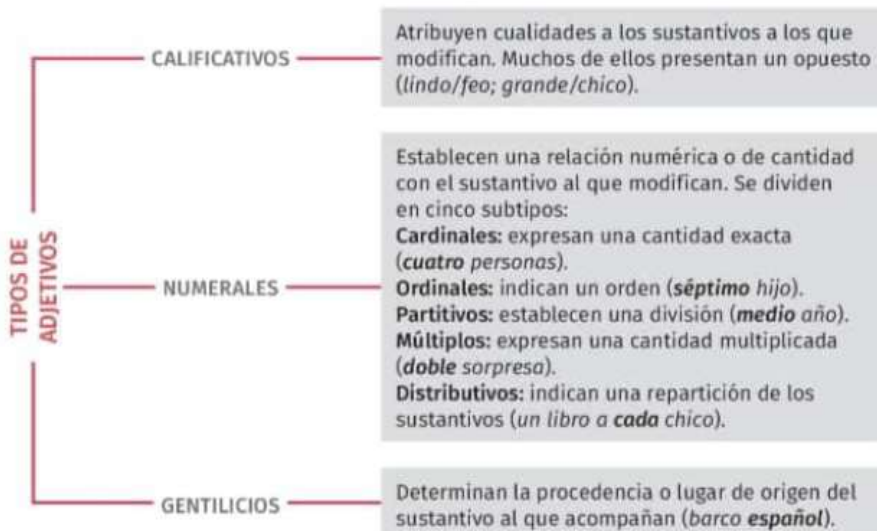 TIPOS DE
ADJETIVOS
CALIFICATIVOS
Atribuyen cualidades a los sustantivos a los que
modifican. Muchos de ellos presentan un opuesto
(lindo/feo; grande/chico).
NUMERALES
Establecen una relación numérica o de cantidad
con el sustantivo al que modifican. Se dividen
en cinco subtipos:
Cardinales: expresan una cantidad exacta
(cuatro personas).
Ordinales: indican un orden (séptimo hijo).
Partitivos: establecen una división (medio año).
Múltiplos: expresan una cantidad multiplicada
(doble sorpresa).
Distributivos: indican una repartición de los
sustantivos (un libro a cada chico).
GENTILICIOS
Determinan la procedencia o lugar de origen del
sustantivo al que acompañan (barco español).